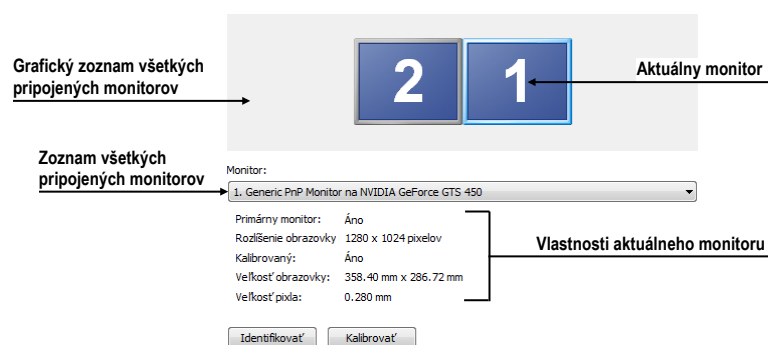 Grafický zoznam všetkých
pripojených monitorov
2
1
Aktuálny monitor
Zoznam všetkých
pripojených monitorov
Monitor:
1. Generic PnP Monitor na NVIDIA GeForce GTS 450
Primárny monitor: Áno
Rozlíšenie obrazovky 1280 x 1024 pixelov
Kalibrovaný: Áno
Veľkosť obrazovky: 358.40 mm x 286.72 mm
Veľkosť pixla: 0.280 mm
Vlastnosti aktuálneho monitoru
Identifikovať Kalibrovať